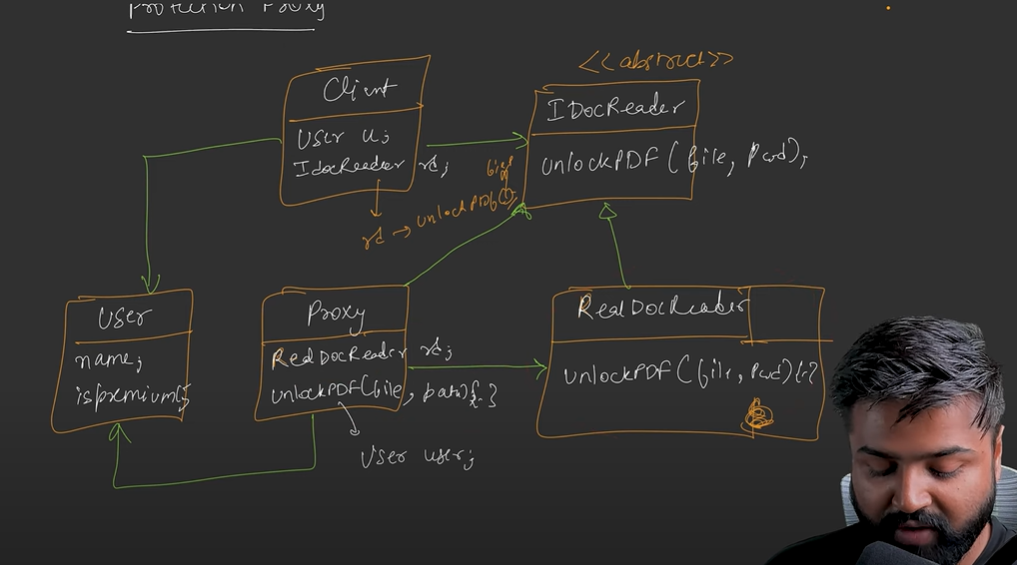 Protection Proxy
<<abstract>>
Client
User u;
IdocReader rd;
rd → unlockPDF();
IDocReader
unlockPDF (file, pwd);
User
name;
ispremium();
Proxy
RealDocReader rd;
unlockPDF(file, path){-}
User user;
RealDocReader
unlockPDF (file, pwd){-}